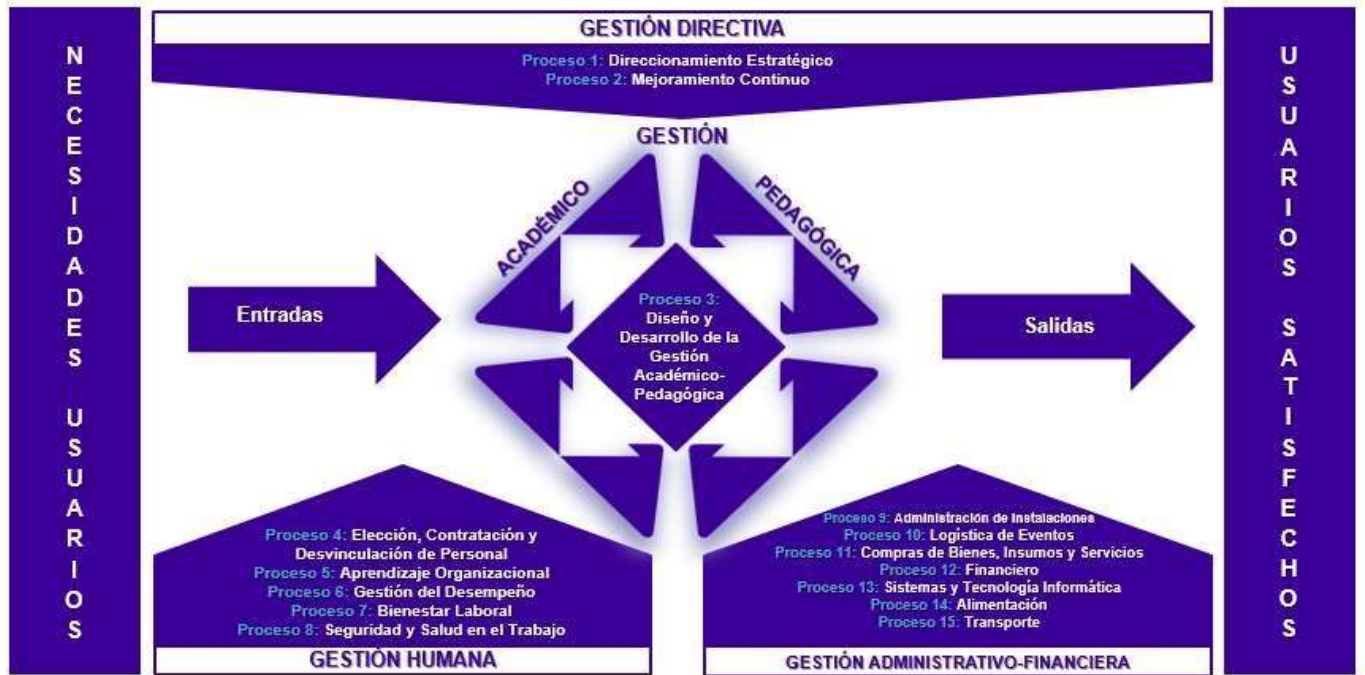 NECESIDADES USUARIOS
GESTIÓN DIRECTIVA
Proceso 1: Direccionamiento Estratégico
Proceso 2: Mejoramiento Continuo
GESTIÓN
ACADÉMICO
PEDAGÓGICA
Entradas
Proceso 3:
Diseño y
Desarrollo de la
Gestión
Académico-
Pedagógica
Salidas
Proceso 4: Elección, Contratación y
Desvinculación de Personal
Proceso 5: Aprendizaje Organizacional
Proceso 6: Gestión del Desempeño
Proceso 7: Bienestar Laboral
Proceso 8: Seguridad y Salud en el Trabajo
GESTIÓN HUMANA
Proceso 9: Administración de Instalaciones
Proceso 10: Logística de Eventos
Proceso 11: Compras de Bienes, Insumos y Servicios
Proceso 12: Financiero
Proceso 13: Sistemas y Tecnología Informática
Proceso 14: Alimentación
Proceso 15: Transporte
GESTIÓN ADMINISTRATIVO-FINANCIERA
USUARIOS SATISFECHOS